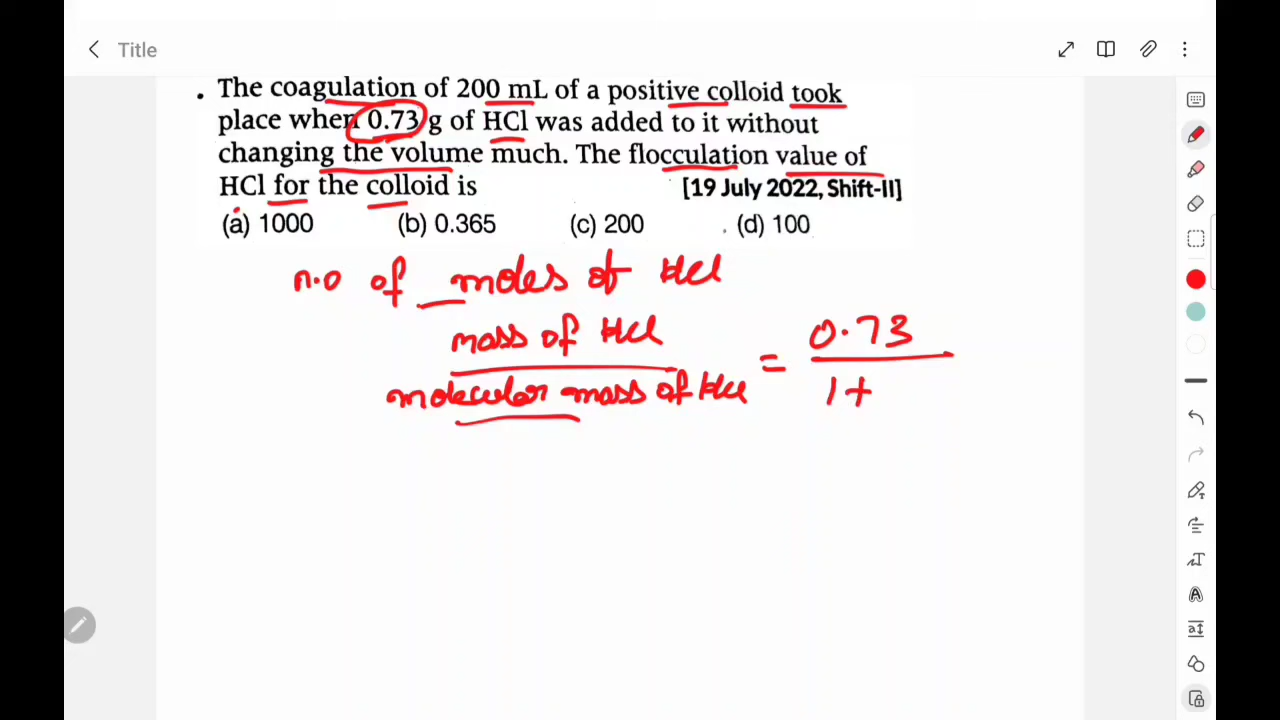 Title
. The coagulation of 200 mL of a positive colloid took
place when 0.73 g of HCl was added to it without
changing the volume much. The flocculation value of
HCl for the colloid is [19 July 2022, Shift-II]
(a) 1000 (b) 0.365 (c) 200 (d) 100
n.o of moles of HCl
mass of HCl
molecular mass of HCl
= 0.73
1+